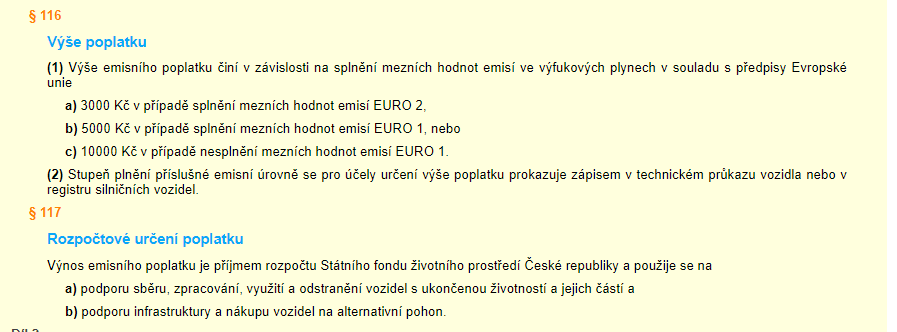 § 116
Výše poplatku
(1) Výše emisního poplatku činí v závislosti na splnění mezních hodnot emisí ve výfukových plynech v souladu s předpisy Evropské
unie
a) 3000 Kč v případě splnění mezních hodnot emisí EURO 2,
b) 5000 Kč v případě splnění mezních hodnot emisí EURO 1, nebo
c) 10000 Kč v případě nesplnění mezních hodnot emisí EURO 1.
(2) Stupeň plnění příslušné emisní úrovně se pro účely určení výše poplatku prokazuje zápisem v technickém průkazu vozidla nebo v
registru silničních vozidel.
§ 117
Rozpočtové určení poplatku
Výnos emisního poplatku je příjmem rozpočtu Státního fondu životního prostředí České republiky a použije se na
a) podporu sběru, zpracování, využití a odstranění vozidel s ukončenou životností a jejich částí a
b) podporu infrastruktury a nákupu vozidel na alternativní pohon.